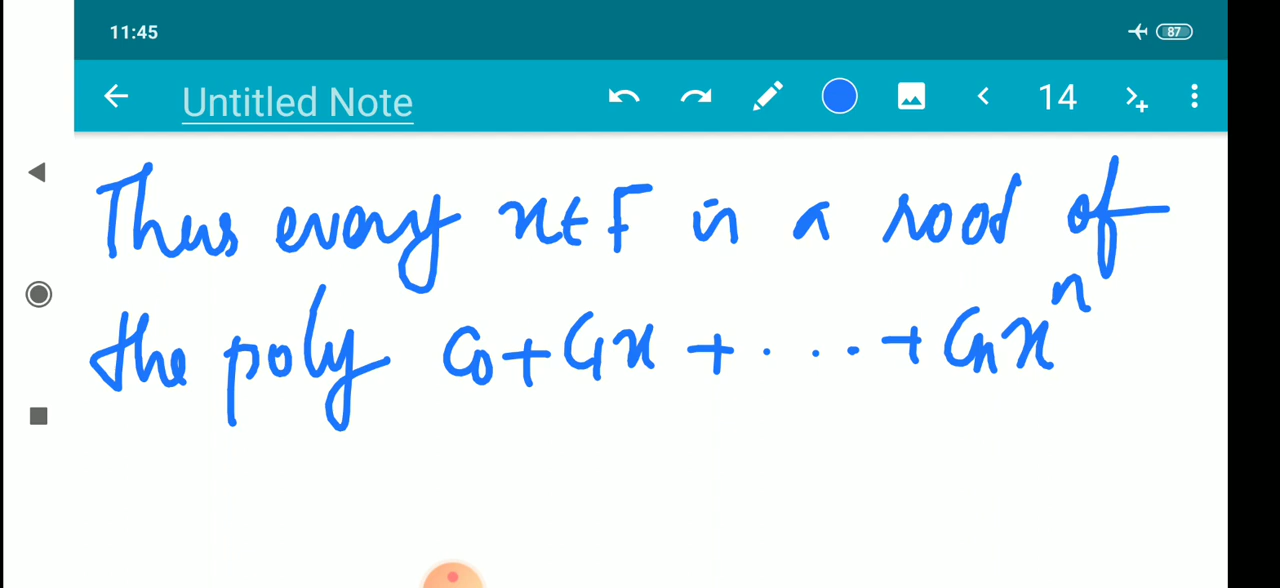 11:45
87
Untitled Note
14
Thus every x ∈ F is a root of
the poly C₀ + C₁x + . ... + Cₙxⁿ